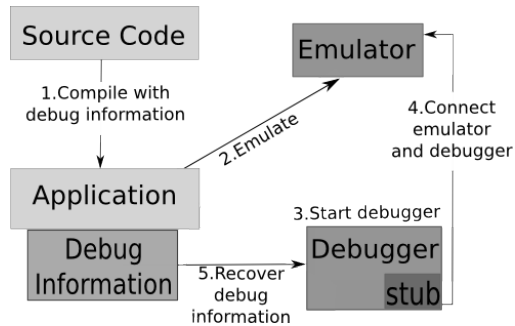 Source Code
Emulator
1.Compile with
debug information
4.Connect
emulator
and debugger
2.Emulate
Application
3.Start debugger
Debug
Information
Debugger
stub
5.Recover
debug
information